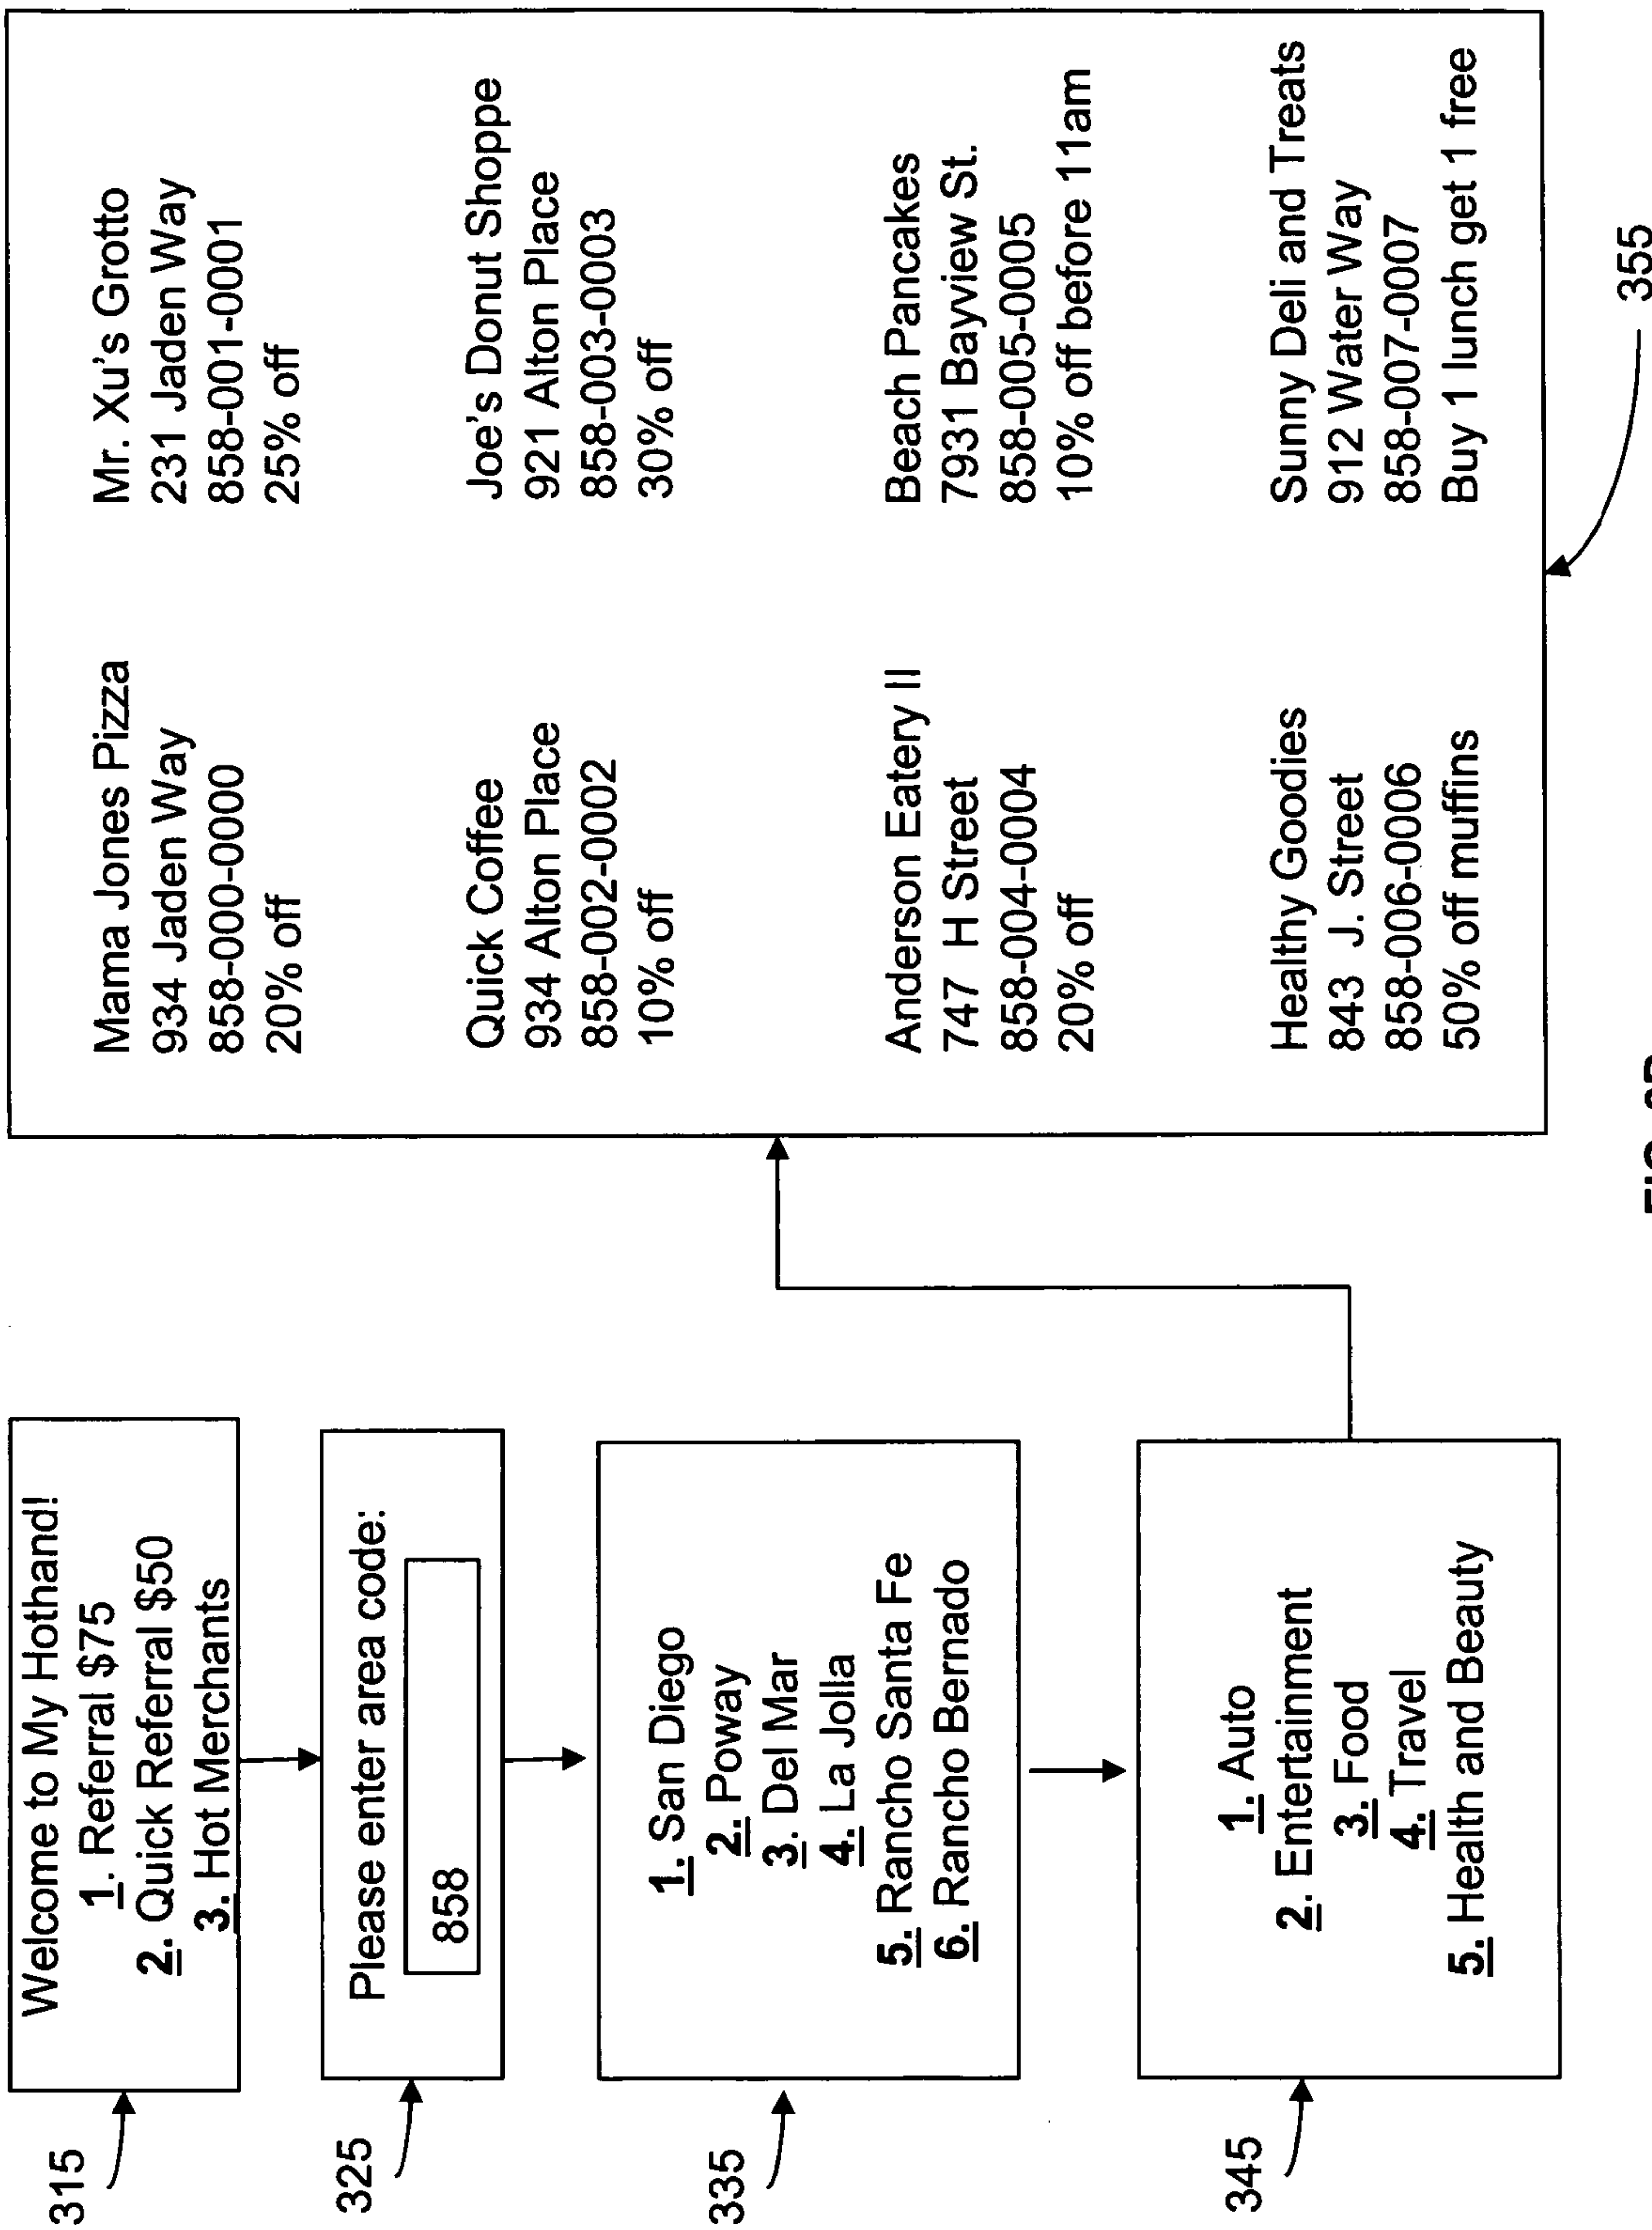 315
Welcome to My Hothand!
1. Referral $75
2. Quick Referral $50
3. Hot Merchants
325
Please enter area code:
858
335
1. San Diego
2. Poway
3. Del Mar
4. La Jolla
5. Rancho Santa Fe
6. Rancho Bernado
345
1. Auto
2. Entertainment
3. Food
4. Travel
5. Health and Beauty
Mama Jones Pizza
934 Jaden Way
858-000-0000
20% off
Mr. Xu's Grotto
231 Jaden Way
858-001-0001
25% off
Quick Coffee
934 Alton Place
858-002-0002
10% off
Joe's Donut Shoppe
921 Alton Place
858-003-0003
30% off
Anderson Eatery II
747 H Street
858-004-0004
20% off
Beach Pancakes
7931 Bayview St.
858-005-0005
10% off before 11am
Healthy Goodies
843 J. Street
858-006-0006
50% off muffins
Sunny Deli and Treats
912 Water Way
858-007-0007
Buy 1 lunch get 1 free
355